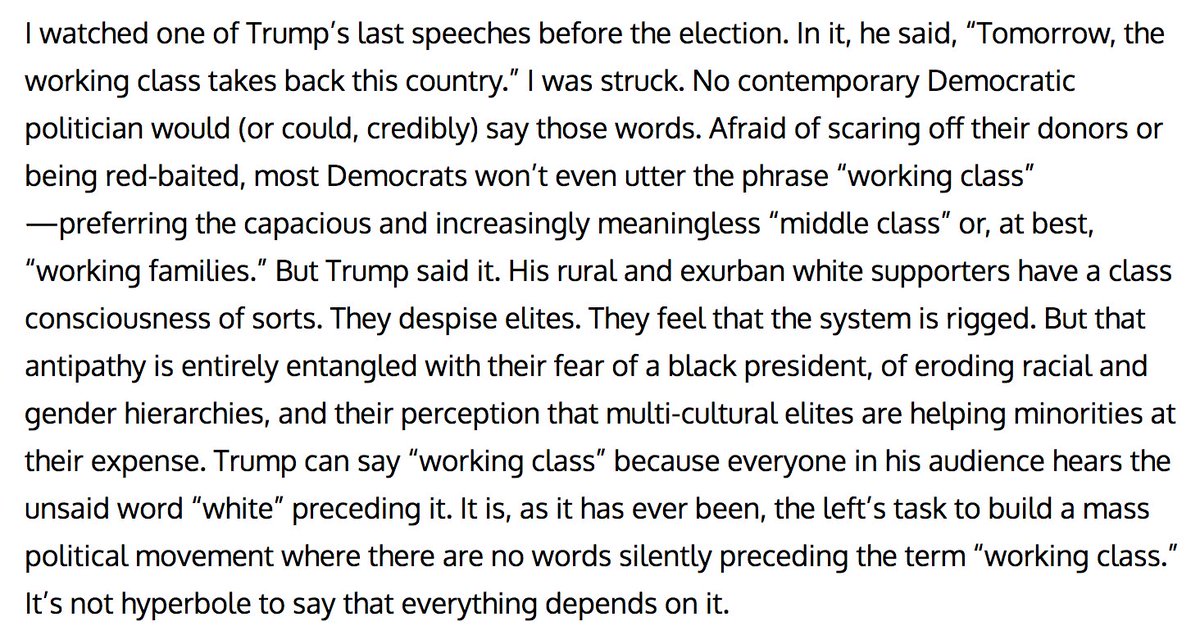 I watched one of Trump’s last speeches before the election. In it, he said, “Tomorrow, the
working class takes back this country.” I was struck. No contemporary Democratic
politician would (or could, credibly) say those words. Afraid of scaring off their donors or
being red-baited, most Democrats won’t even utter the phrase “working class”
—preferring the capacious and increasingly meaningless “middle class” or, at best,
“working families.” But Trump said it. His rural and exurban white supporters have a class
consciousness of sorts. They despise elites. They feel that the system is rigged. But that
antipathy is entirely entangled with their fear of a black president, of eroding racial and
gender hierarchies, and their perception that multi-cultural elites are helping minorities at
their expense. Trump can say “working class” because everyone in his audience hears the
unsaid word “white” preceding it. It is, as it has ever been, the left’s task to build a mass
political movement where there are no words silently preceding the term “working class.”
It’s not hyperbole to say that everything depends on it.